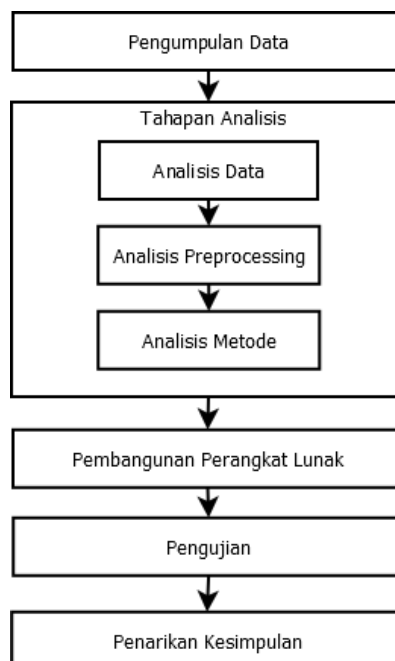 Pengumpulan Data
Tahapan Analisis
Analisis Data
Analisis Preprocessing
Analisis Metode
Pembangunan Perangkat Lunak
Pengujian
Penarikan Kesimpulan